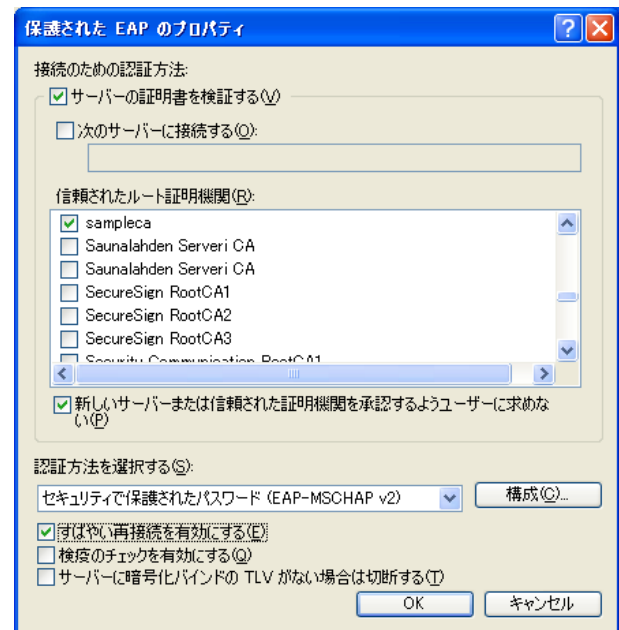 保護された EAP のプロパティ
接続のための認証方法:
サーバーの証明書を検証する(V)
次のサーバーに接続する(O):
信頼されたルート証明機関(R):
sampleca
Saunalahden Serveri CA
Saunalahden Serveri CA
SecureSign RootCA1
SecureSign RootCA2
SecureSign RootCA3
Security Communication RootCA1
新しいサーバーまたは信頼された証明機関を承認するようユーザーに求めな
い(P)
認証方法を選択する(S):
セキュリティで保護されたパスワード (EAP-MSCHAP v2)
構成(C)...
すばやい再接続を有効にする(E)
検疫のチェックを有効にする(Q)
サーバーに暗号化バインドの TLV がない場合は切断する(T)
OK
キャンセル